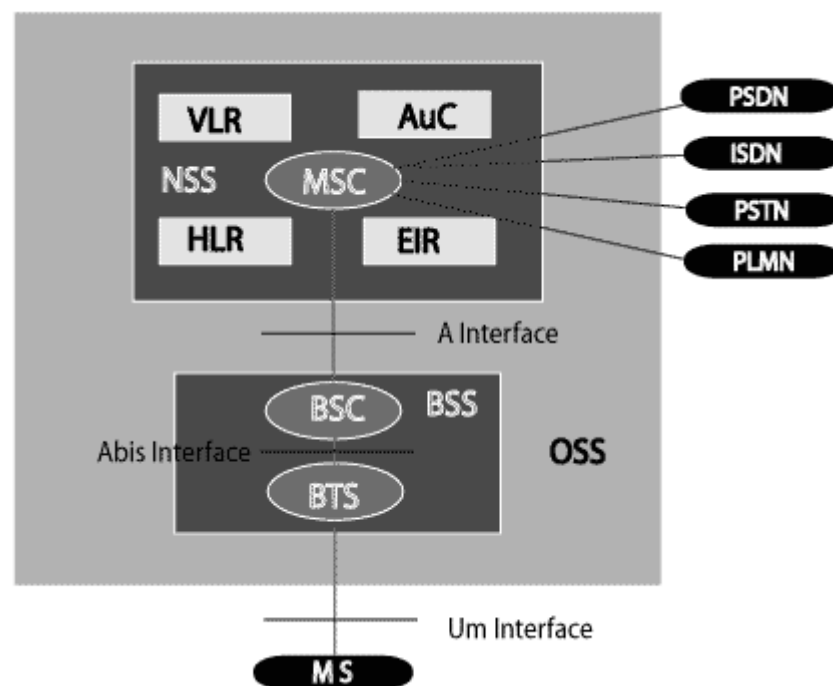 PSDN
VLR
AuC
ISDN
NSS
MSC
PSTN
HLR
EIR
PLMN
A Interface
BSC
BSS
Abis Interface
OSS
BTS
Um Interface
MS